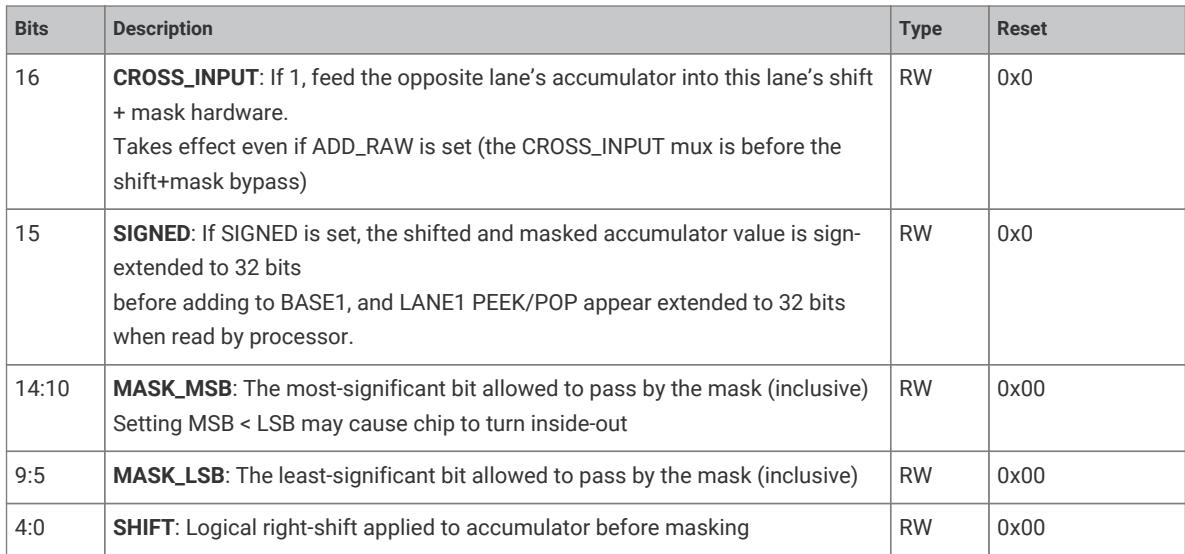 Bits Description Type Reset
16 CROSS_INPUT: If 1, feed the opposite lane’s accumulator into this lane’s shift RW 0x0
+ mask hardware.
Takes effect even if ADD_RAW is set (the CROSS_INPUT mux is before the
shift+mask bypass)
15 SIGNED: If SIGNED is set, the shifted and masked accumulator value is sign- RW 0x0
extended to 32 bits
before adding to BASE1, and LANE1 PEEK/POP appear extended to 32 bits
when read by processor.
14:10 MASK_MSB: The most-significant bit allowed to pass by the mask (inclusive) RW 0x00
Setting MSB < LSB may cause chip to turn inside-out
9:5 MASK_LSB: The least-significant bit allowed to pass by the mask (inclusive) RW 0x00
4:0 SHIFT: Logical right-shift applied to accumulator before masking RW 0x00